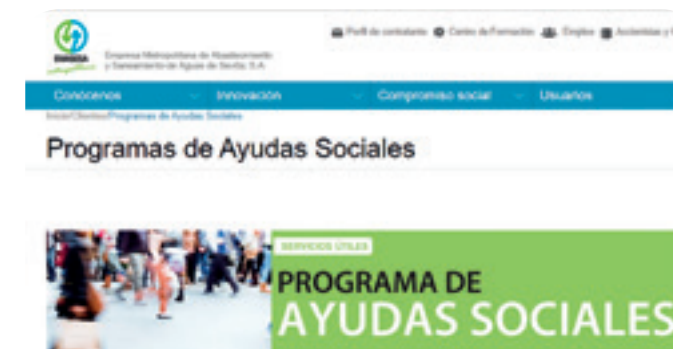 Perfil de contratante Centro de Formación Empleo Accionistas y
EMASESA
metropolitana
Empresa Metropolitana de Abastecimiento
y Saneamiento de Aguas de Sevilla, S.A.
Conócenos Innovación Compromiso social Usuarios
Inicio/Clientes/Programas de Ayudas Sociales
Programas de Ayudas Sociales
SERVICIOS ÚTILES
PROGRAMA DE
AYUDAS SOCIALES